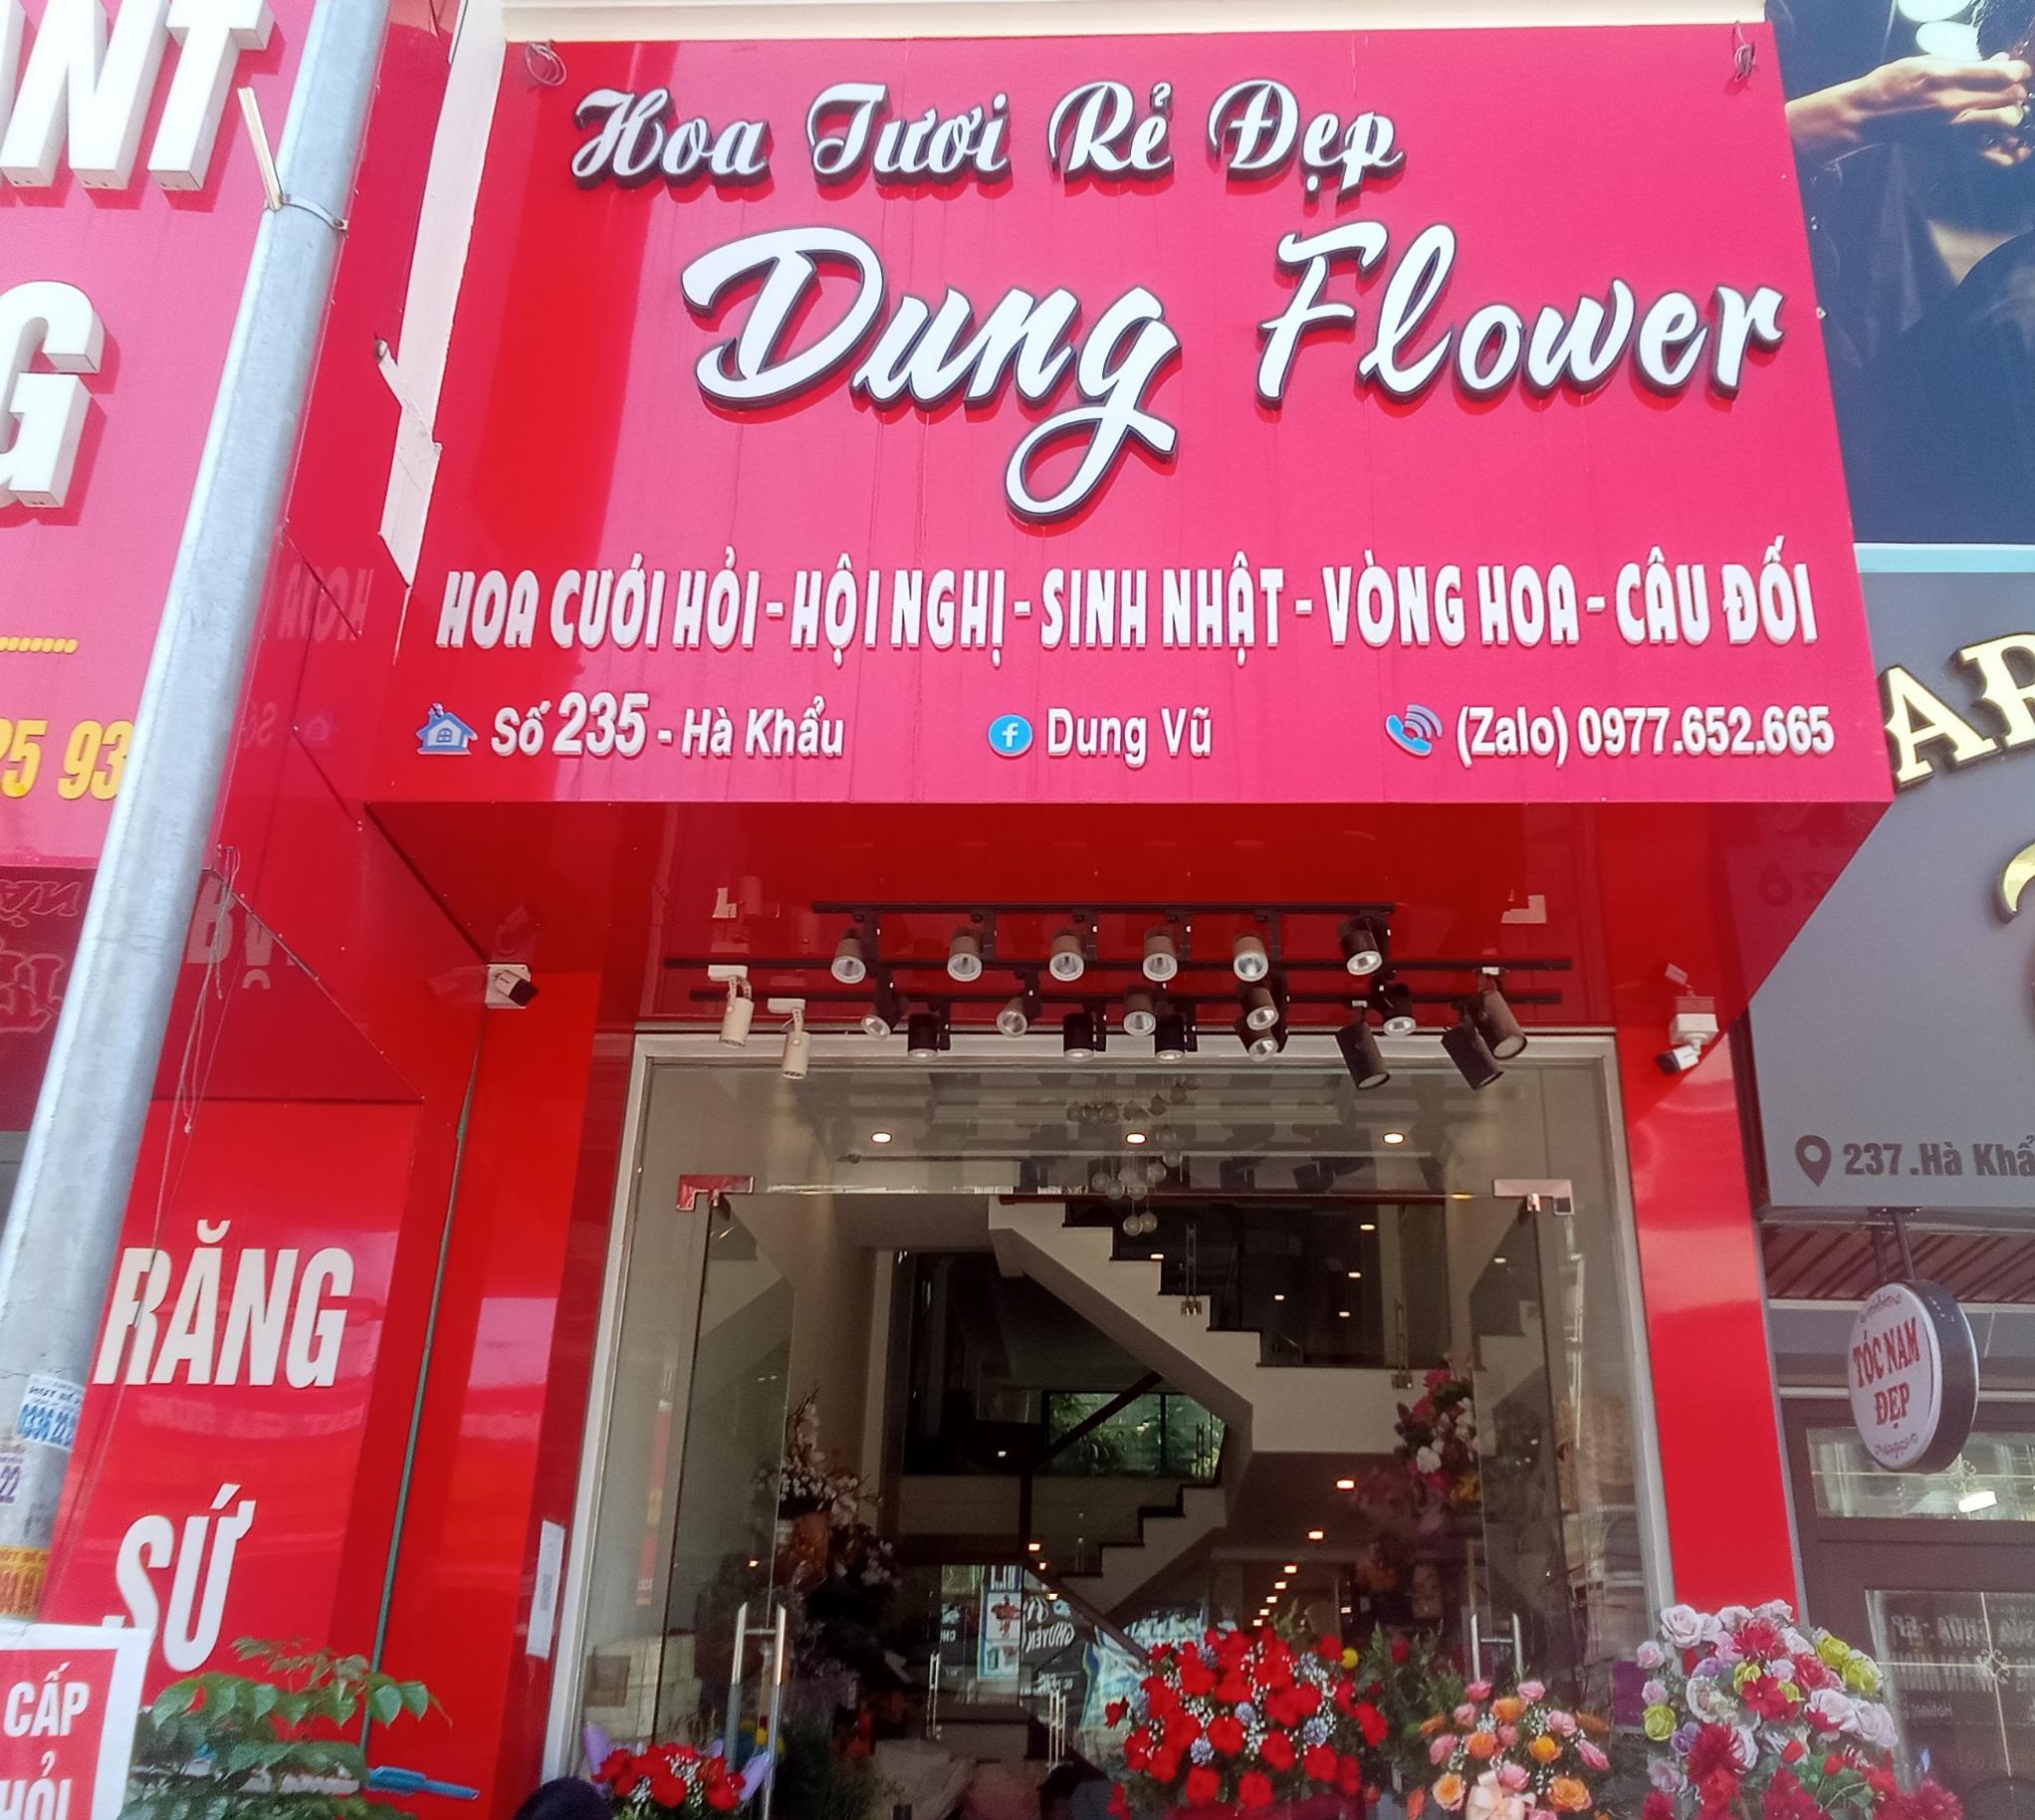 Hoa Tươi Rẻ Đẹp
Dung Flower
HOA CƯỚI HỎI - HỘI NGHỊ - SINH NHẬT - VÒNG HOA - CÂU ĐỐI
Số 235 - Hà Khẩu
f Dung Vũ
(Zalo) 0977.652.665
RĂNG
SỨ
CẤP
237.Hà
TÓC NAM
ĐẸP